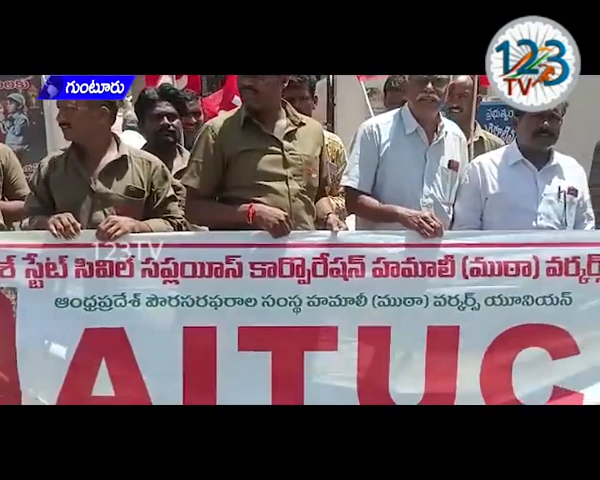 గుంటూరు
123
TV
123TV
స్టేట్ సివిల్ సప్లయీస్ కార్పొరేషన్ హమాలీ (ముఠా) వర్కర్స్
ఆంధ్రప్రదేశ్ పౌరసరఫరాల సంస్థ హమాలీ (ముఠా) వర్కర్స్ యూనియన్
AITUC